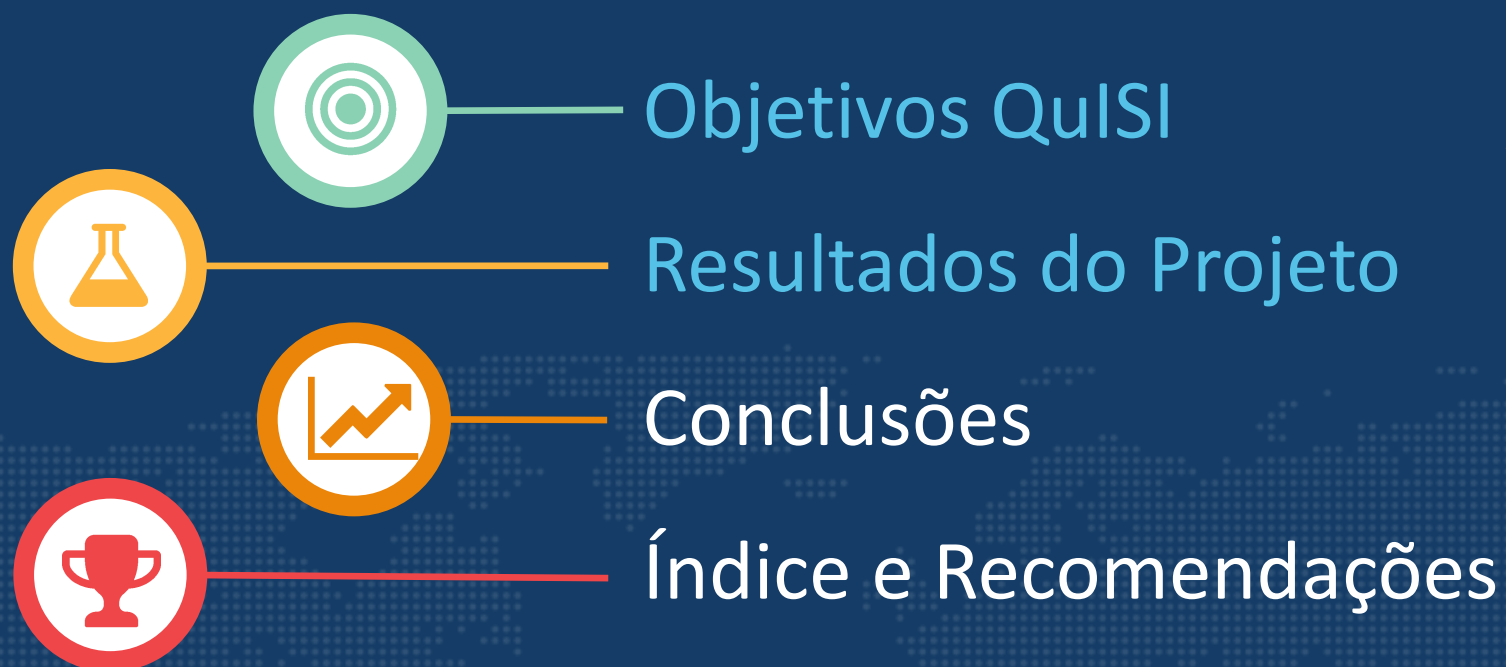 Objetivos QuISI
Resultados do Projeto
Conclusões
Índice e Recomendações